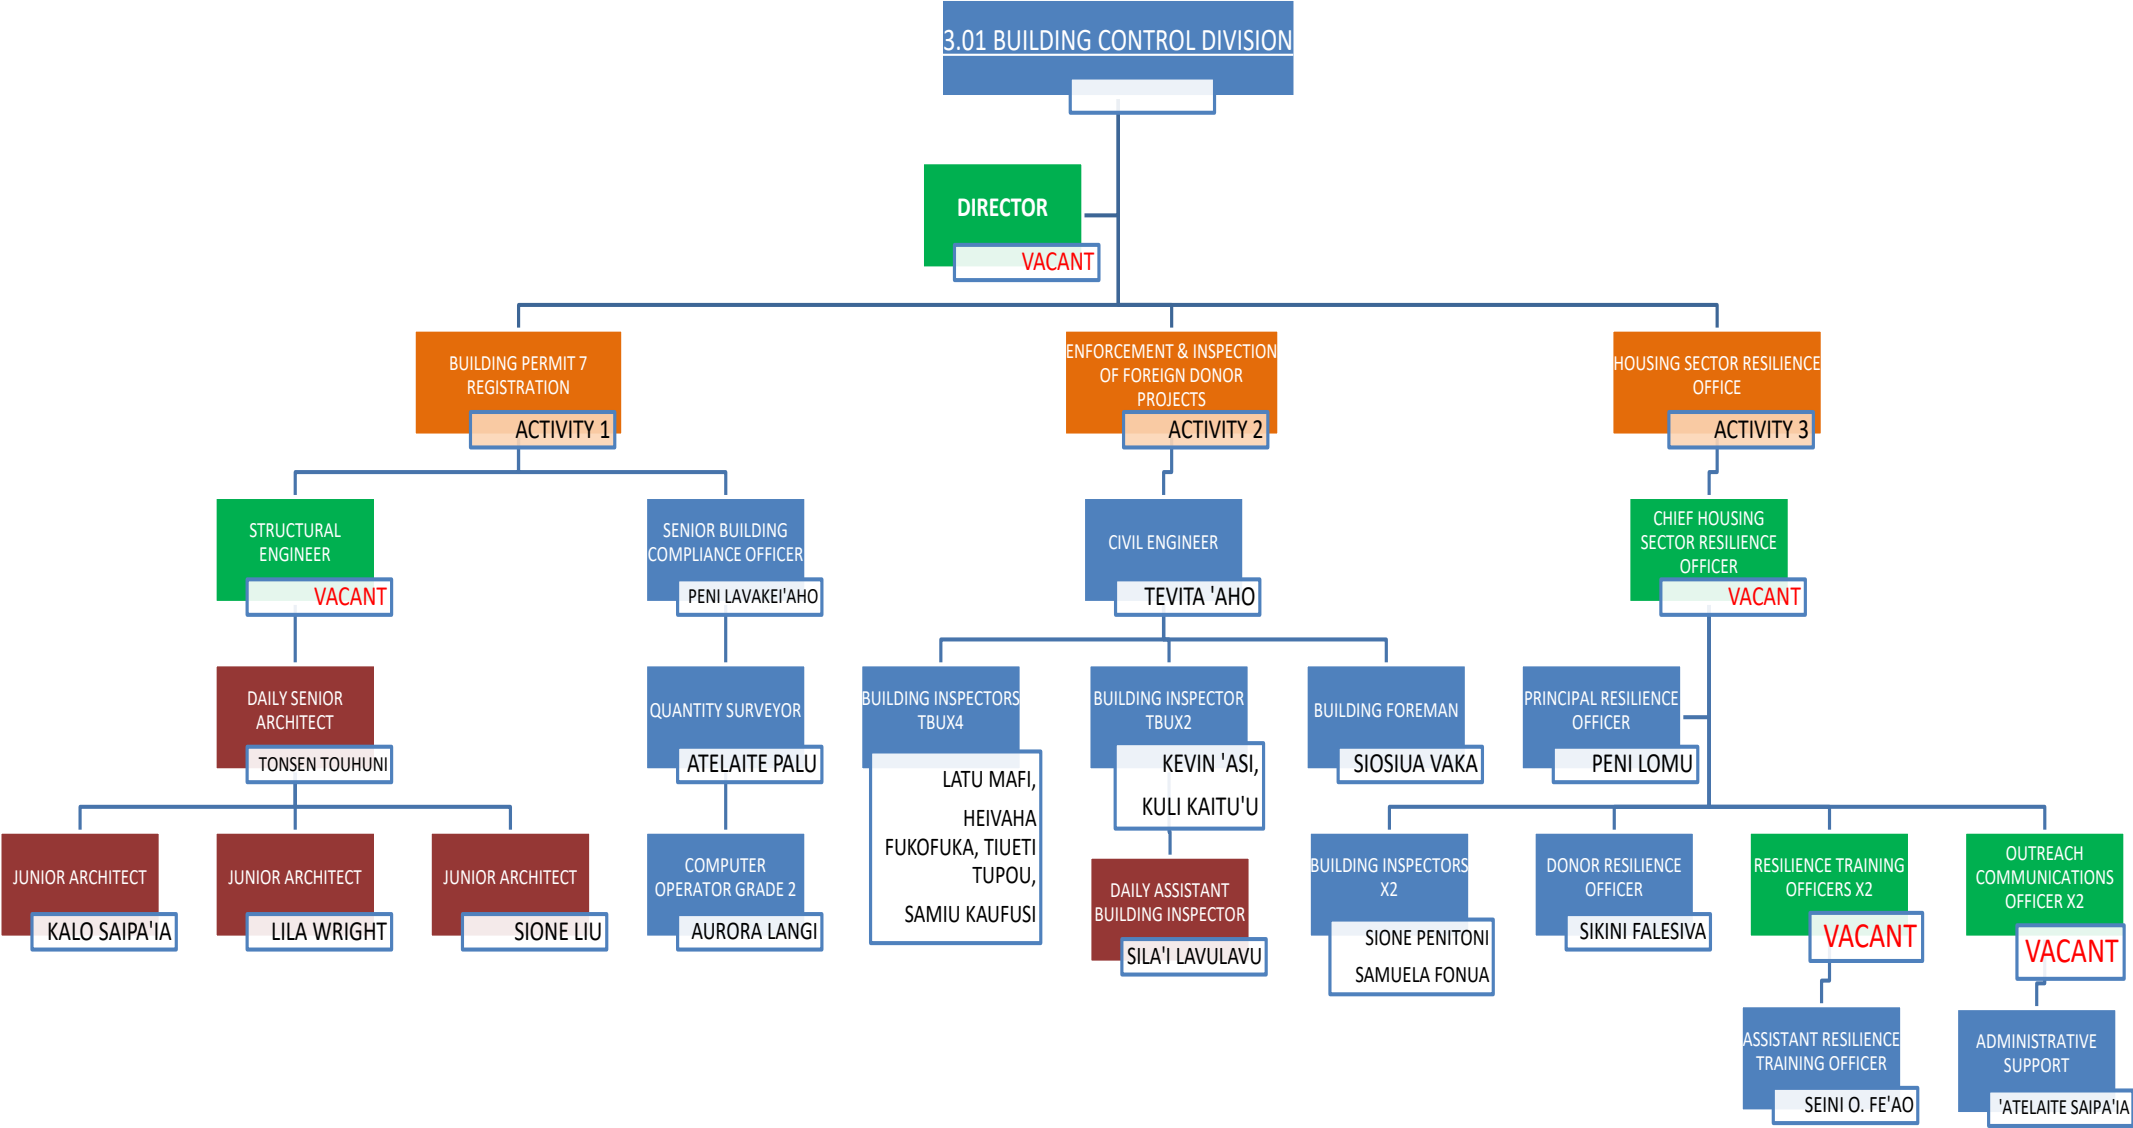 3.01 BUILDING CONTROL DIVISION
DIRECTOR
VACANT
BUILDING PERMIT 7
REGISTRATION
ACTIVITY 1
ENFORCEMENT & INSPECTION
OF FOREIGN DONOR
PROJECTS
ACTIVITY 2
HOUSING SECTOR RESILIENCE
OFFICE
ACTIVITY 3
STRUCTURAL
ENGINEER
VACANT
SENIOR BUILDING
COMPLIANCE OFFICER
PENI LAVAKEI'AHO
CIVIL ENGINEER
TEVITA 'AHO
CHIEF HOUSING
SECTOR RESILIENCE
OFFICER
VACANT
DAILY SENIOR
ARCHITECT
TONSEN TOUHUNI
QUANTITY SURVEYOR
ATELAITE PALU
BUILDING INSPECTORS
TBUX4
LATU MAFI,
HEIVAHA
FUKOFUKA, TIUETI
TUPOU,
SAMIU KAUFUSI
BUILDING INSPECTOR
TBUX2
KEVIN 'ASI,
KULI KAITU'U
BUILDING FOREMAN
SIOSIUA VAKA
PRINCIPAL RESILIENCE
OFFICER
PENI LOMU
JUNIOR ARCHITECT
KALO SAIPA'IA
JUNIOR ARCHITECT
LILA WRIGHT
JUNIOR ARCHITECT
SIONE LIU
COMPUTER
OPERATOR GRADE 2
AURORA LANGI
DAILY ASSISTANT
BUILDING INSPECTOR
SILA'I LAVULAVU
BUILDING INSPECTORS
X2
SIONE PENITONI
SAMUELA FONUA
DONOR RESILIENCE
OFFICER
SIKINI FALESIVA
RESILIENCE TRAINING
OFFICERS X2
VACANT
OUTREACH
COMMUNICATIONS
OFFICER X2
VACANT
ASSISTANT RESILIENCE
TRAINING OFFICER
SEINI O. FE'AO
ADMINISTRATIVE
SUPPORT
'ATELAITE SAIPA'IA